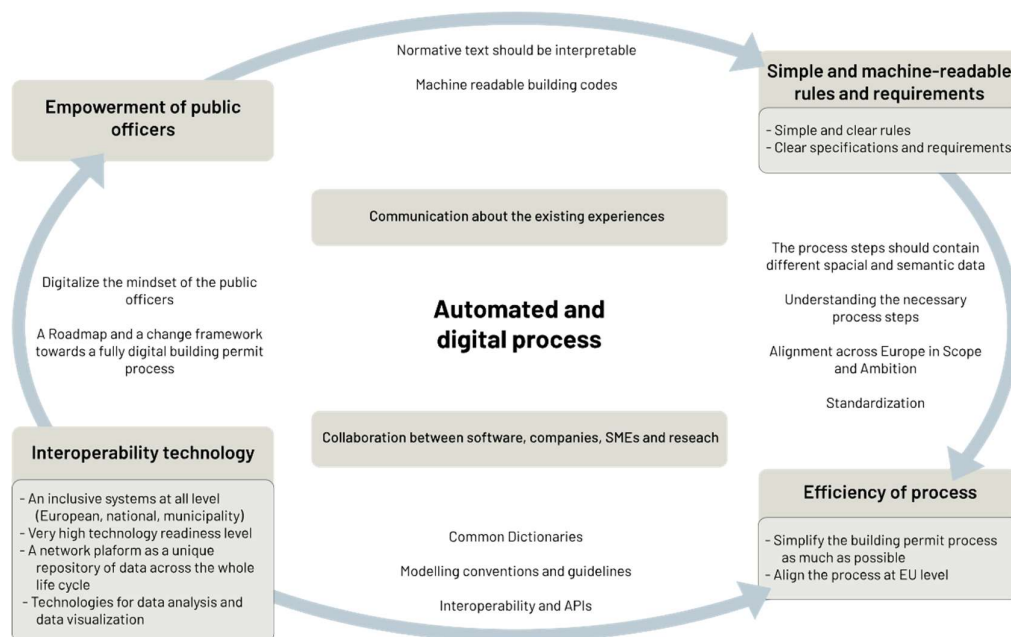 Normative text should be interpretable
Machine readable building codes
Empowerment of public
officers
Simple and machine-readable
rules and requirements
- Simple and clear rules
- Clear specifications and requirements
Communication about the existing experiences
Digitalize the mindset of the public
officers
A Roadmap and a change framework
towards a fully digital building permit
process
Automated and
digital process
The process steps should contain
different spacial and semantic data
Understanding the necessary
process steps
Alignment across Europe in Scope
and Ambition
Standardization
Collaboration between software, companies, SMEs and reseach
Interoperability technology
- An inclusive systems at all level
(European, national, municipality)
- Very high technology readiness level
- A network plaform as a unique
repository of data across the whole
life cycle
- Technologies for data analysis and
data visualization
Common Dictionaries
Modelling conventions and guidelines
Interoperability and APIs
Efficiency of process
- Simplify the building permit process
as much as possible
- Align the process at EU level